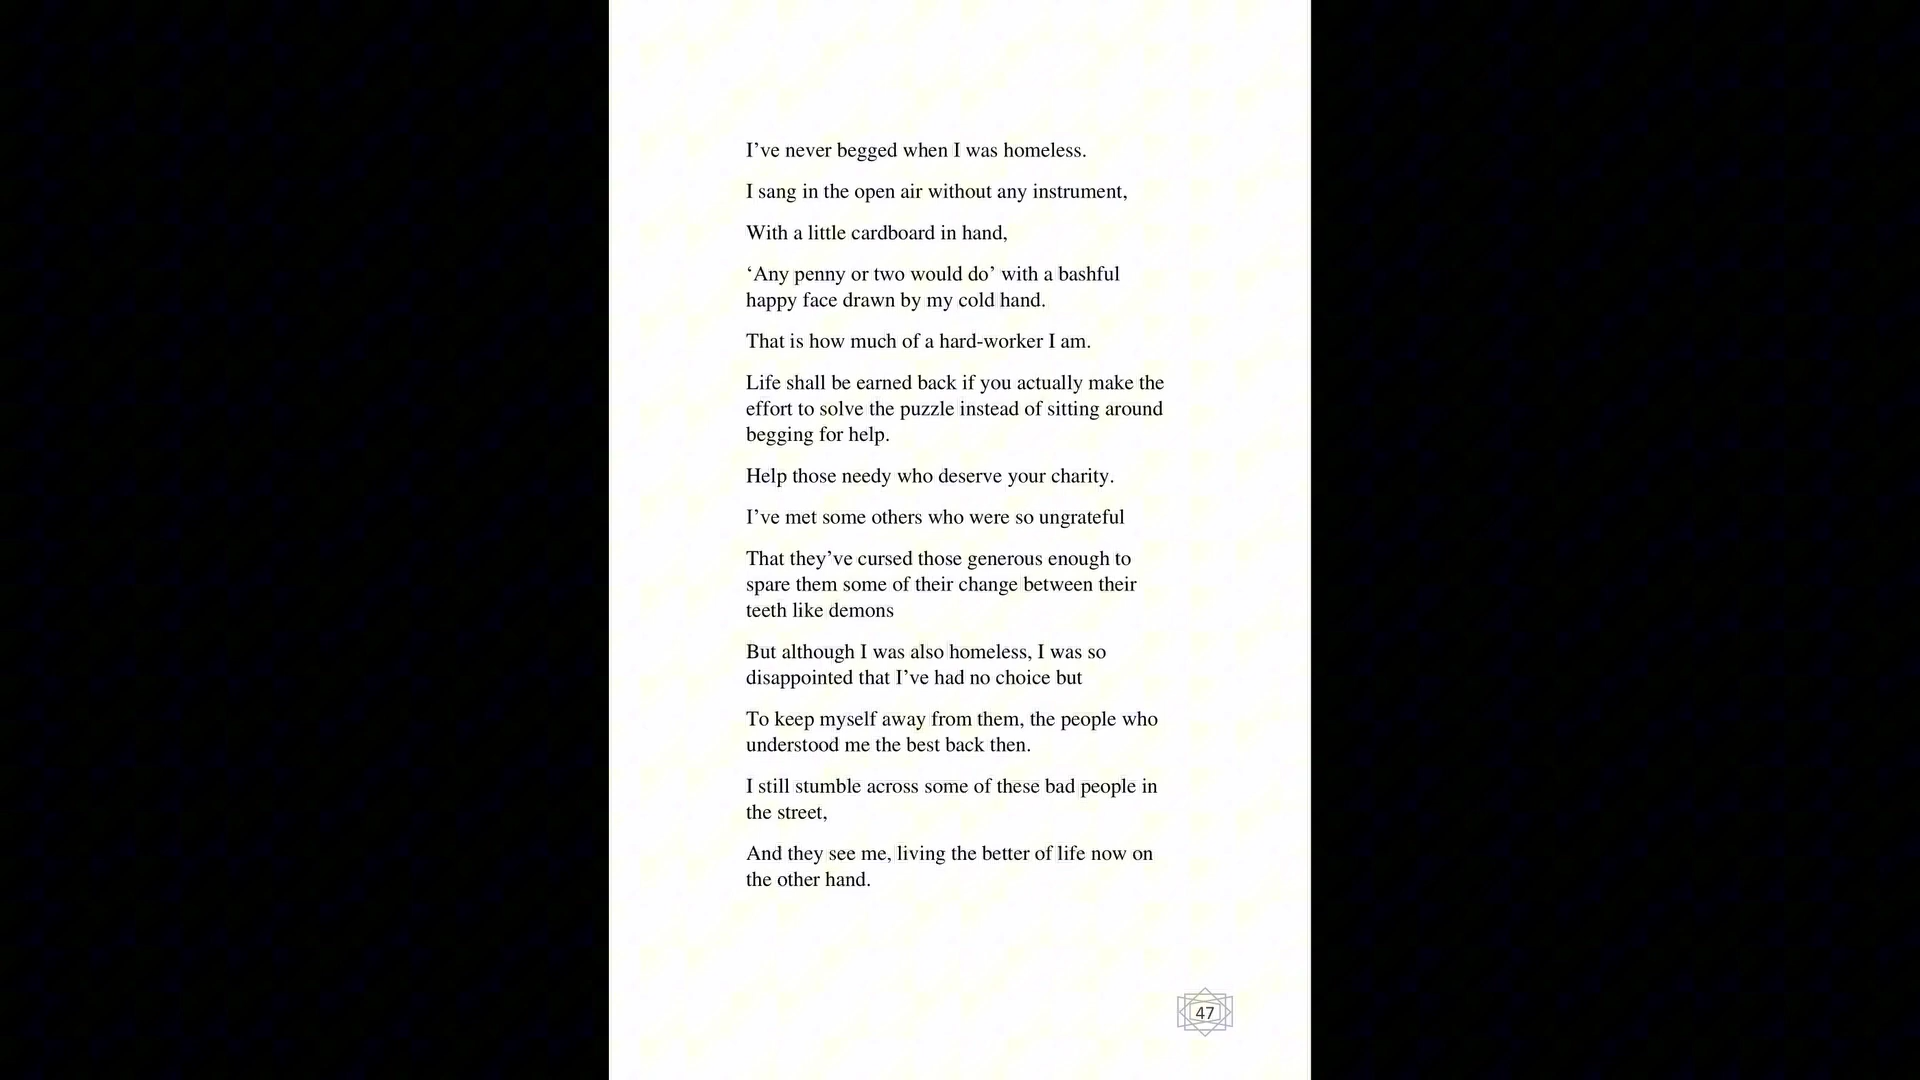 I’ve never begged when I was homeless.
I sang in the open air without any instrument,
With a little cardboard in hand,
‘Any penny or two would do’ with a bashful
happy face drawn by my cold hand.
That is how much of a hard-worker I am.
Life shall be earned back if you actually make the
effort to solve the puzzle instead of sitting around
begging for help.
Help those needy who deserve your charity.
I’ve met some others who were so ungrateful
That they’ve cursed those generous enough to
spare them some of their change between their
teeth like demons
But although I was also homeless, I was so
disappointed that I’ve had no choice but
To keep myself away from them, the people who
understood me the best back then.
I still stumble across some of these bad people in
the street,
And they see me, living the better of life now on
the other hand.
47